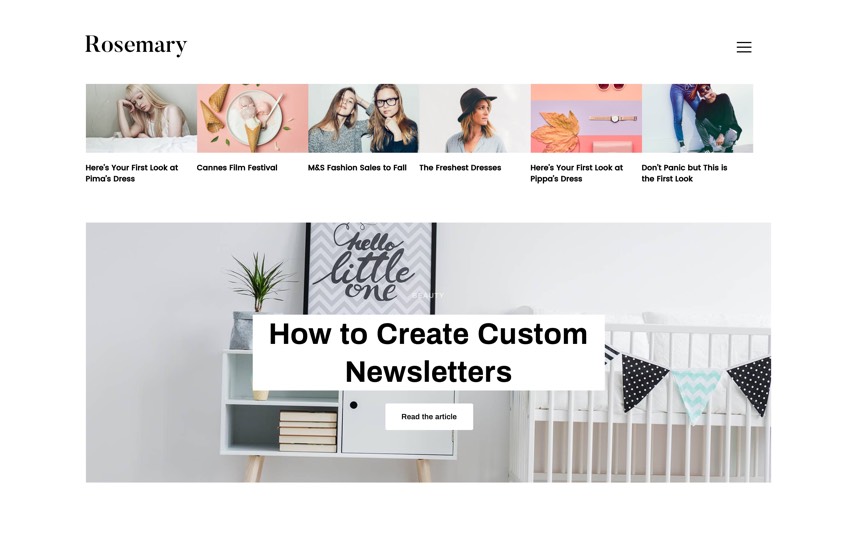 Rosemary
Here's Your First Look at
Pima's Dress
Cannes Film Festival
M&S Fashion Sales to Fall
The Freshest Dresses
Here's Your First Look at
Pippa's Dress
Don't Panic but This is
the First Look
hello
little
one
BEAUTY
How to Create Custom
Newsletters
Read the article